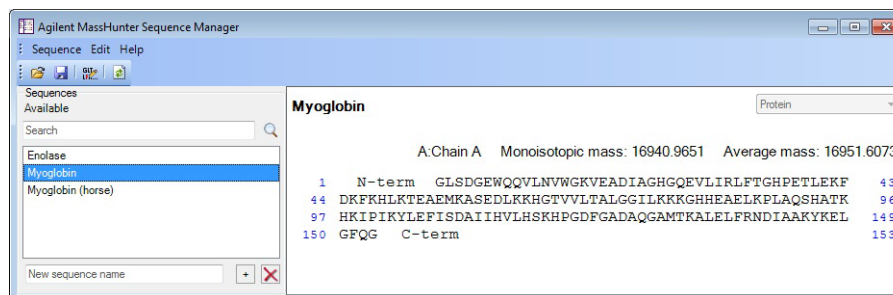 Agilent MassHunter Sequence Manager
Sequence Edit Help
Sequences
Available
Search
Enolase
Myoglobin
Myoglobin (horse)
New sequence name +
Myoglobin
Protein
A:Chain A Monoisotopic mass: 16940.9651 Average mass: 16951.6073
1 N-term GLSDGEWQQVLNVWGKVEADIAGHGQEVLIRLFTGHPETLEKF 43
44 DKFKHLKTEAEMKASEDLKKHGTVVLTALGGILKKKGHHEAELKPLAQSHATK 96
97 HKIPIKYLEFISDAIIHVLHSKHPGDFGADAQGAMTKALELFRNDIAAKYKEL 149
150 GFQG C-term 153